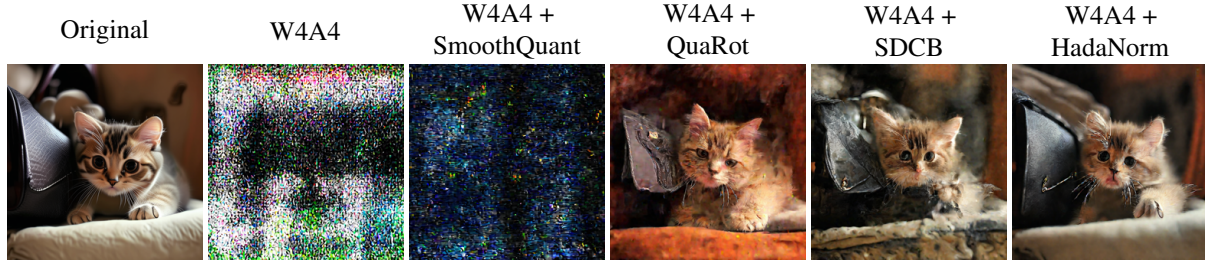 Original
W4A4
W4A4 +
SmoothQuant
W4A4 +
QuaRot
W4A4 +
SDCB
W4A4 +
HadaNorm